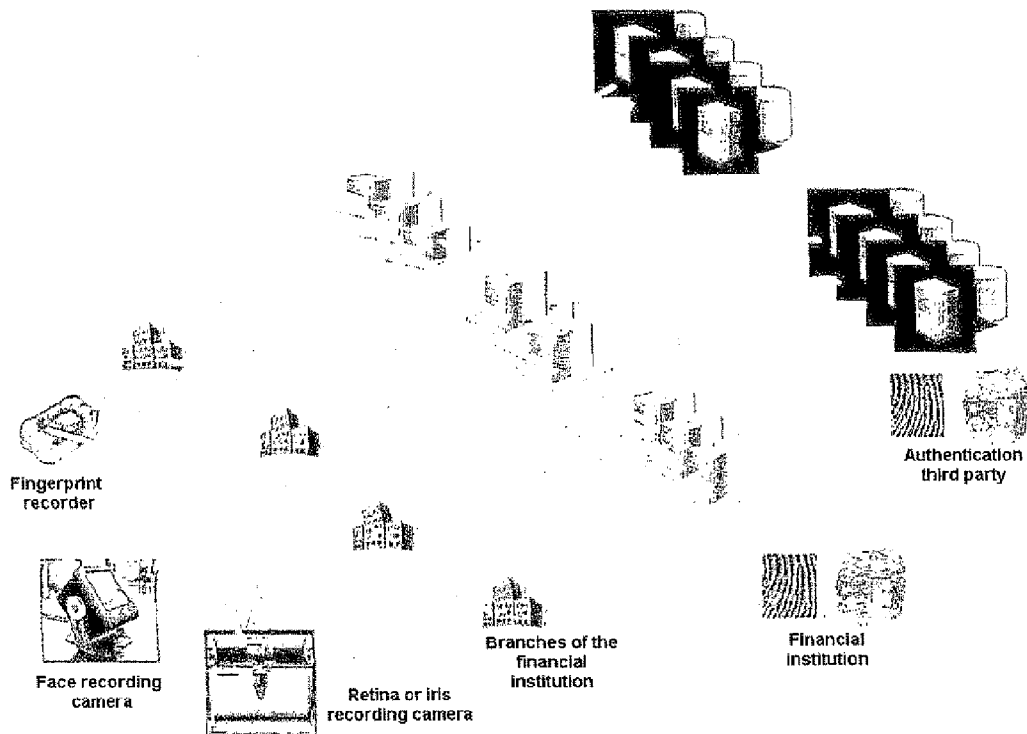 Authentication
third party
Fingerprint
recorder
Branches of the
financial
institution
Financial
institution
Face recording
camera
Retina or iris
recording camera